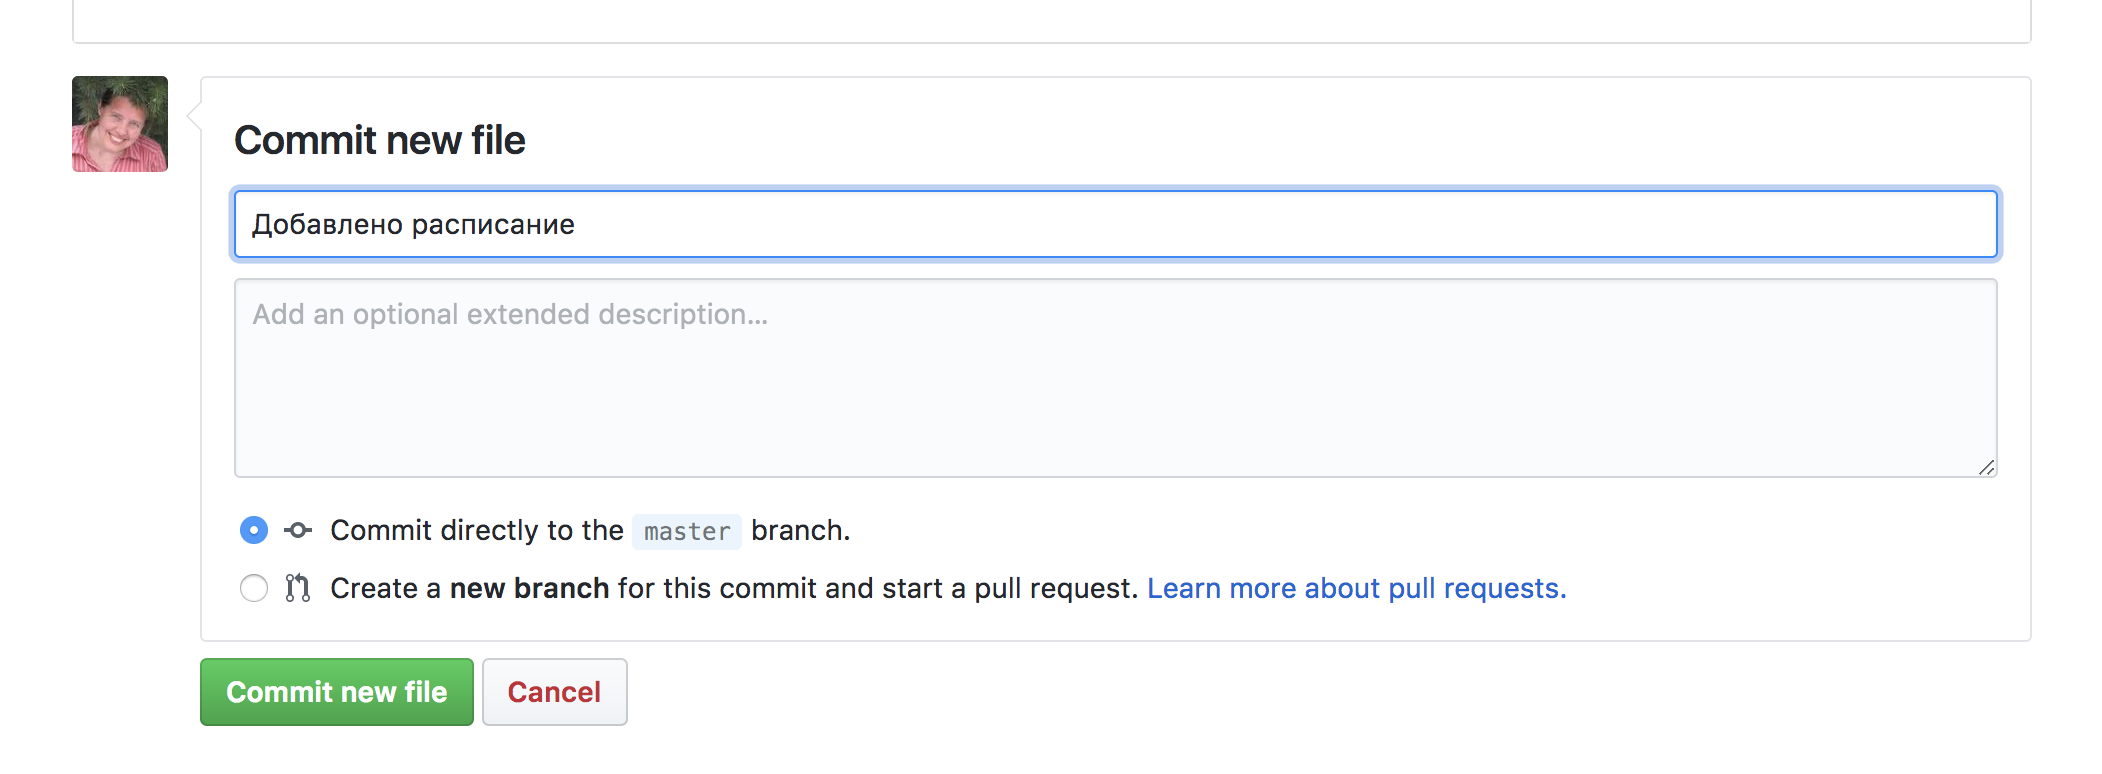 Commit new file
Добавлено расписание
Add an optional extended description...
Commit directly to the master branch.
Create a new branch for this commit and start a pull request. Learn more about pull requests.
Commit new file
Cancel